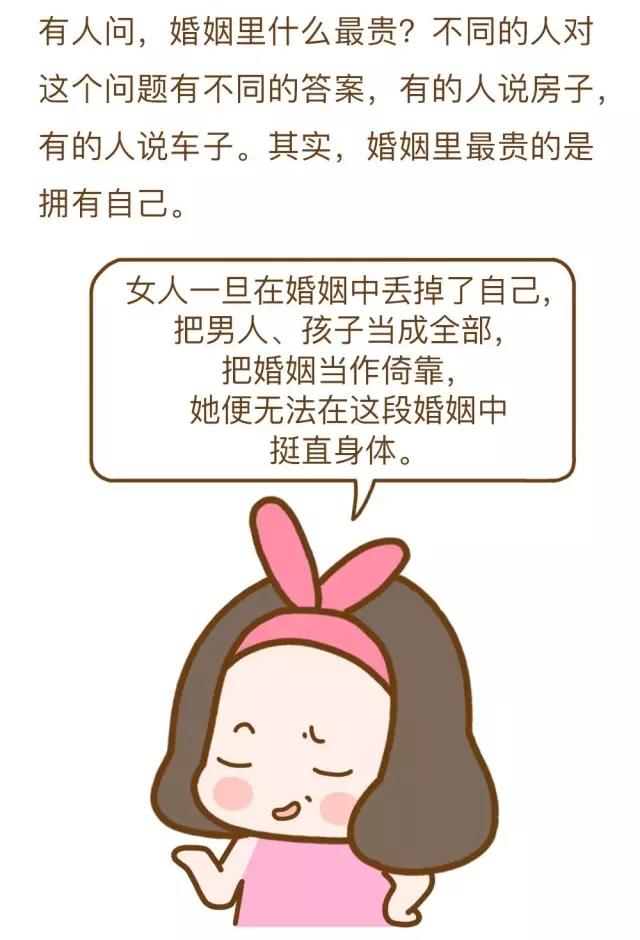 有人问，婚姻里什么最贵？不同的人对
这个问题有不同的答案，有的人说房子，
有的人说车子。其实，婚姻里最贵的是
拥有自己。
女人一旦在婚姻中丢掉了自己，
把男人、孩子当成全部，
把婚姻当作倚靠，
她便无法在这段婚姻中
挺直身体。